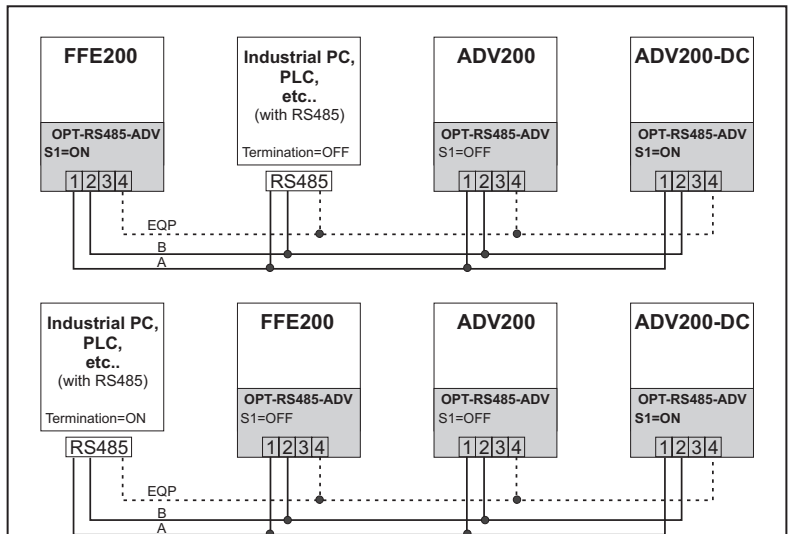 FFE200
OPT-RS485-ADV
S1=ON
1 2 3 4
Industrial PC,
PLC,
etc..
(with RS485)
Termination=OFF
RS485
ADV200
OPT-RS485-ADV
S1=OFF
1 2 3 4
ADV200-DC
OPT-RS485-ADV
S1=ON
1 2 3 4
EQP
B
A
Industrial PC,
PLC,
etc..
(with RS485)
Termination=ON
RS485
FFE200
OPT-RS485-ADV
S1=OFF
1 2 3 4
ADV200
OPT-RS485-ADV
S1=OFF
1 2 3 4
ADV200-DC
OPT-RS485-ADV
S1=ON
1 2 3 4
EQP
B
A